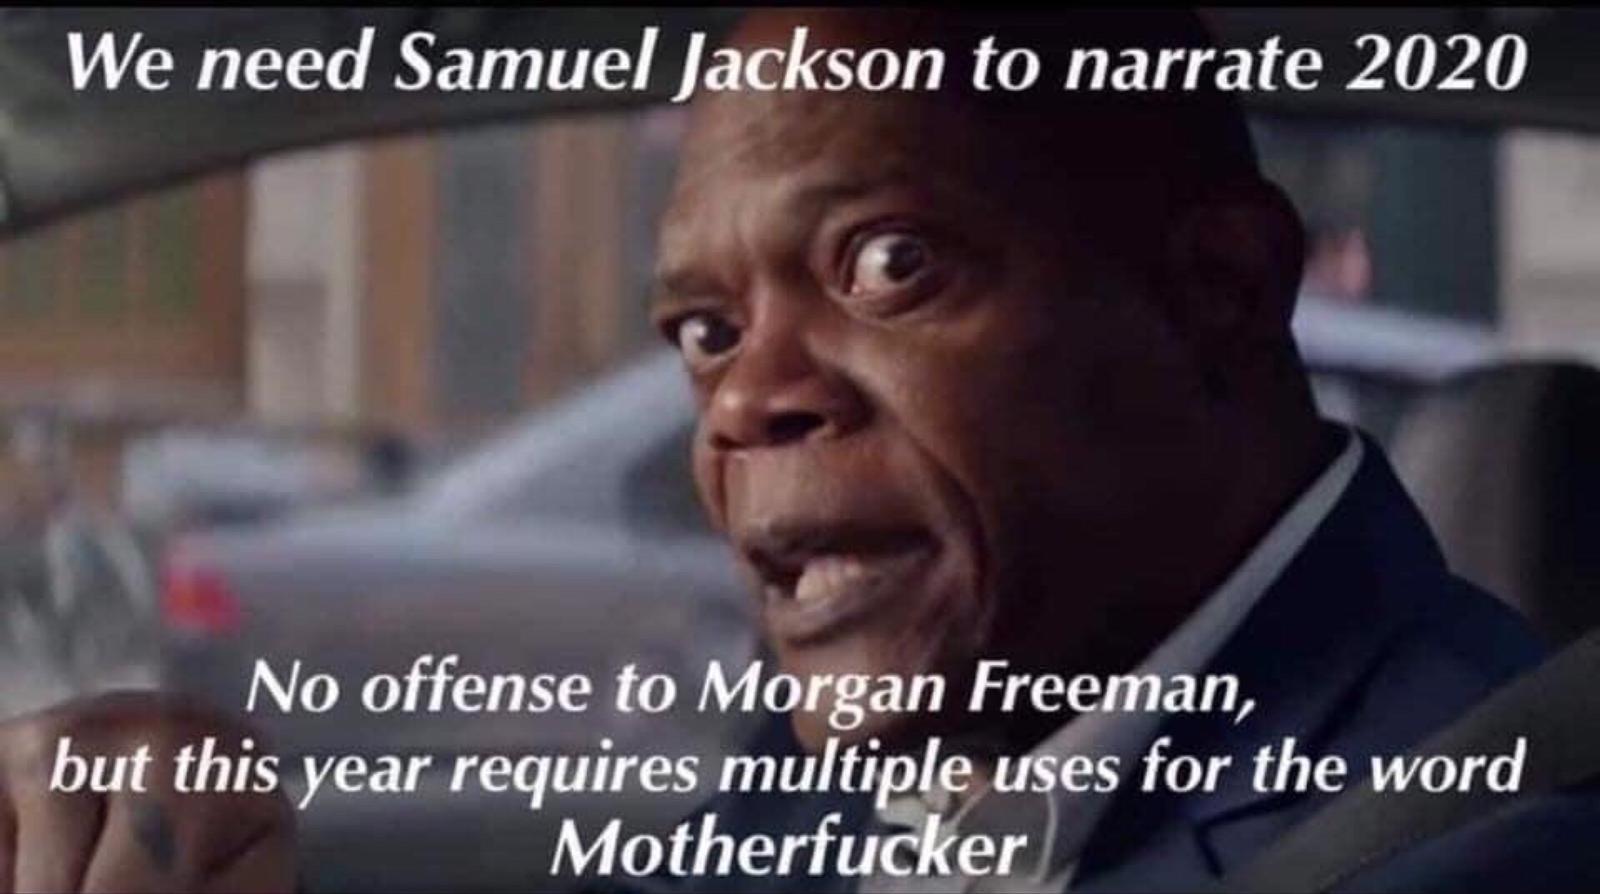 We need Samuel Jackson to narrate 2020
No offense to Morgan Freeman,
but this year requires multiple uses for the word
Motherfucker